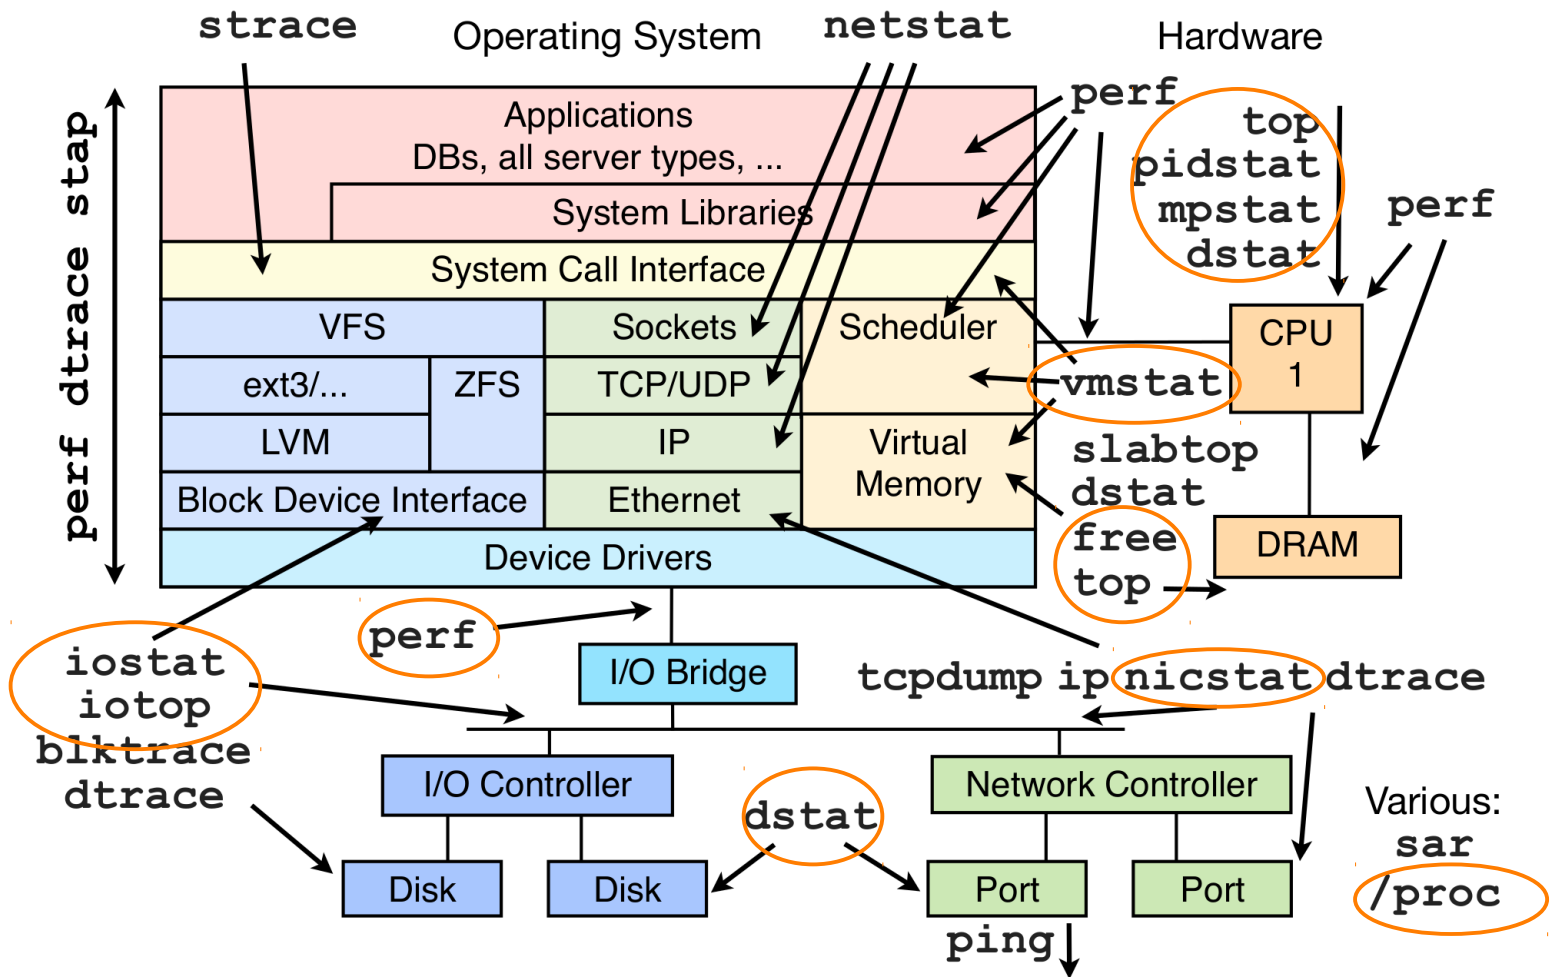 strace
Operating System
netstat
Hardware
perf
top
pidstat
mpstat
dstat
perf
perf dtrace stap
Applications
DBs, all server types, ...
System Libraries
System Call Interface
VFS
Sockets
Scheduler
ext3/...
ZFS
TCP/UDP
LVM
IP
Virtual
Memory
Block Device Interface
Ethernet
Device Drivers
CPU
1
vmstat
slabtop
dstat
free
top
DRAM
perf
iostat
iotop
blktrace
dtrace
I/O Bridge
tcpdump ip nicstat dtrace
I/O Controller
Network Controller
dstat
Disk
Disk
Port
Port
ping
Various:
sar
/proc